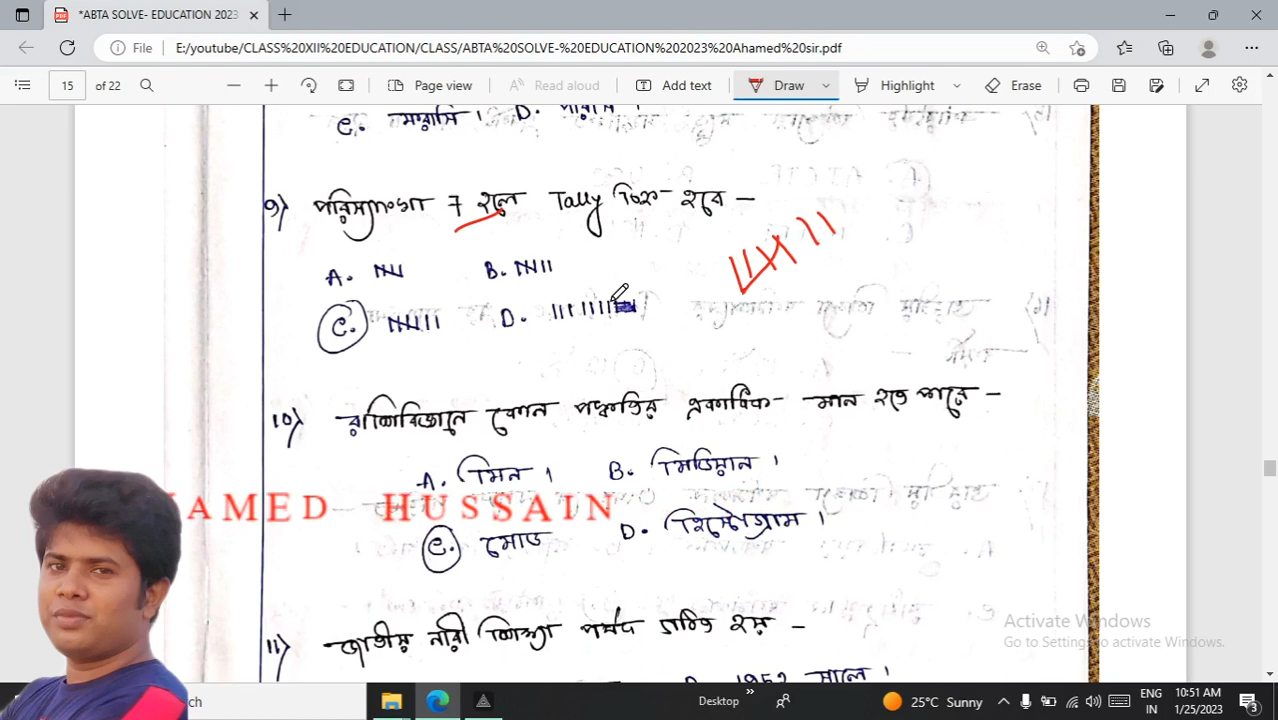 *ABTA SOLVE- EDUCATION 2023
File E:/youtube/CLASS%20XII%20EDUCATION/CLASS/ABTA%20SOLVE-%20EDUCATION%202023%20Ahamed%20sir.pdf
15 of 22 Page view Read aloud Add text Draw Highlight Erase
D.
9) পরিসংখ্যা 7 হলে Tally চিহ্ন হবে —
A. B.
C. D.
10) রাশিবিজ্ঞানে কোন পদ্ধতির একাধিক মান হতে পারে —
A. মিন। B. মিডিয়ান।
AMED HUSSAIN
C. মোড D. হিস্টোগ্রাম।
11) জাতীয় নারী শিক্ষা পর্ষদ গঠিত হয় —
সালে।
Activate Windows
Go to Settings to activate Windows.
rch Desktop 25°C Sunny ENG IN 10:51 AM 1/25/2023 3